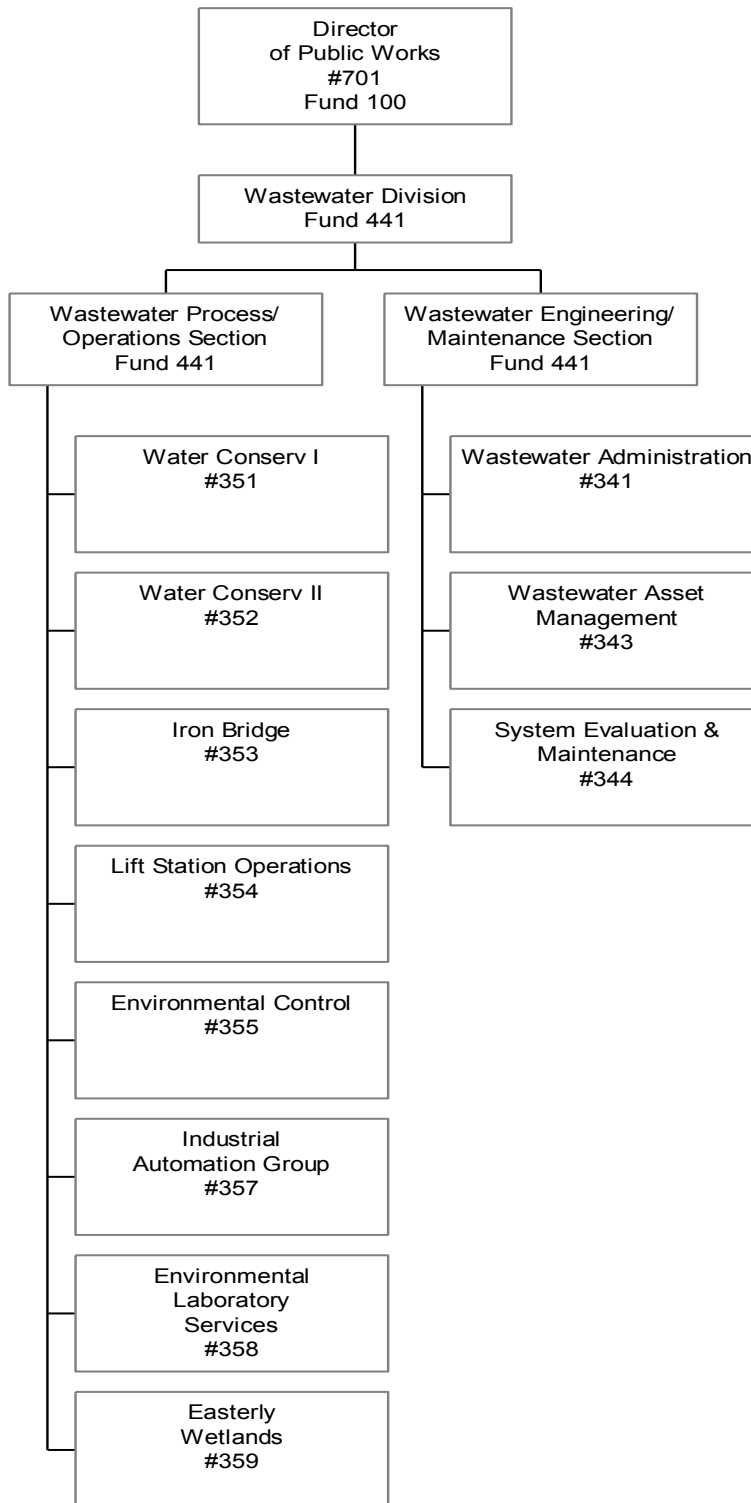 Director
of Public Works
#701
Fund 100
Wastewater Division
Fund 441
Wastewater Process/
Operations Section
Fund 441
Wastewater Engineering/
Maintenance Section
Fund 441
Water Conserv I
#351
Water Conserv II
#352
Iron Bridge
#353
Lift Station Operations
#354
Environmental Control
#355
Industrial
Automation Group
#357
Environmental
Laboratory
Services
#358
Easterly
Wetlands
#359
Wastewater Administration
#341
Wastewater Asset
Management
#343
System Evaluation &
Maintenance
#344